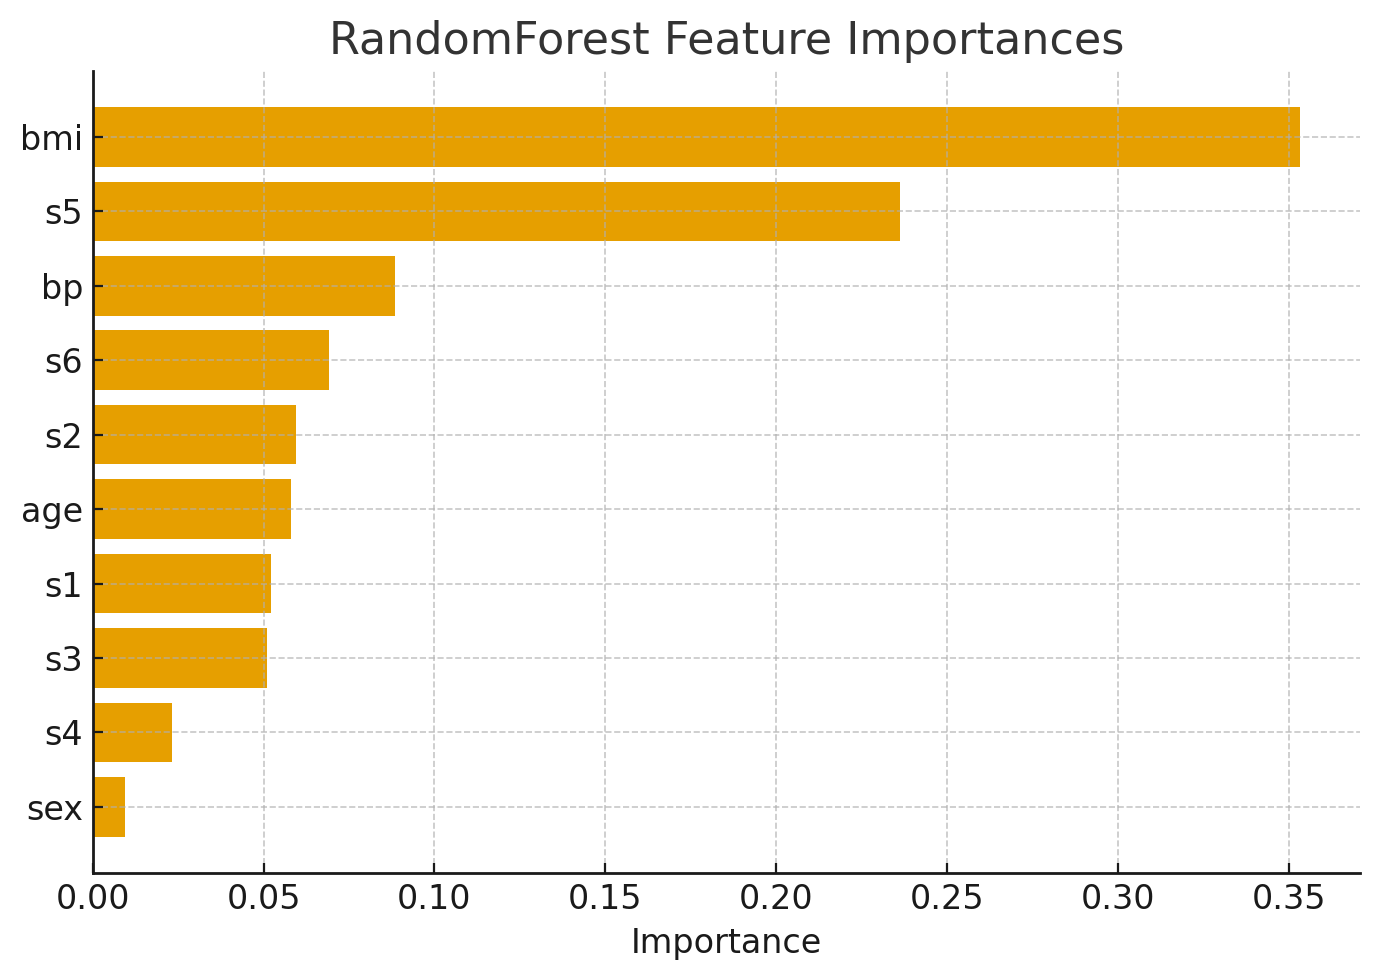 RandomForest Feature Importances
bmi
s5
bp
s6
s2
age
s1
s3
s4
sex
0.00 0.05 0.10 0.15 0.20 0.25 0.30 0.35
Importance